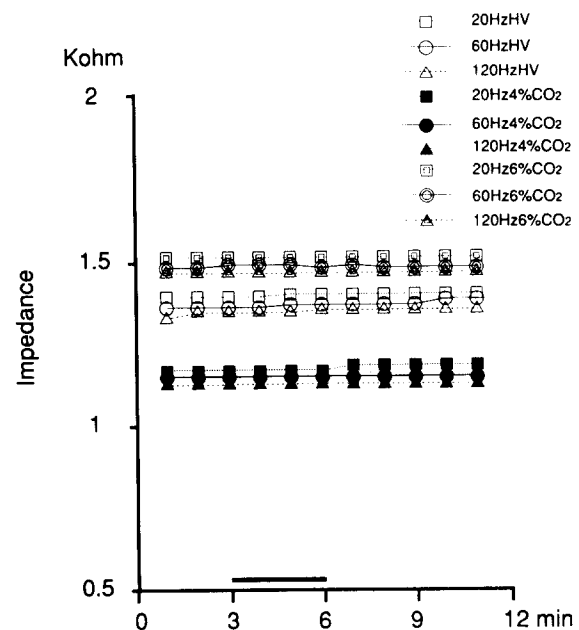 20HzHV
60HzHV
120HzHV
20Hz4%CO2
60Hz4%CO2
120Hz4%CO2
20Hz6%CO2
60Hz6%CO2
120Hz6%CO2
Kohm
2
1.5
1
0.5
Impedance
0 3 6 9 12 min